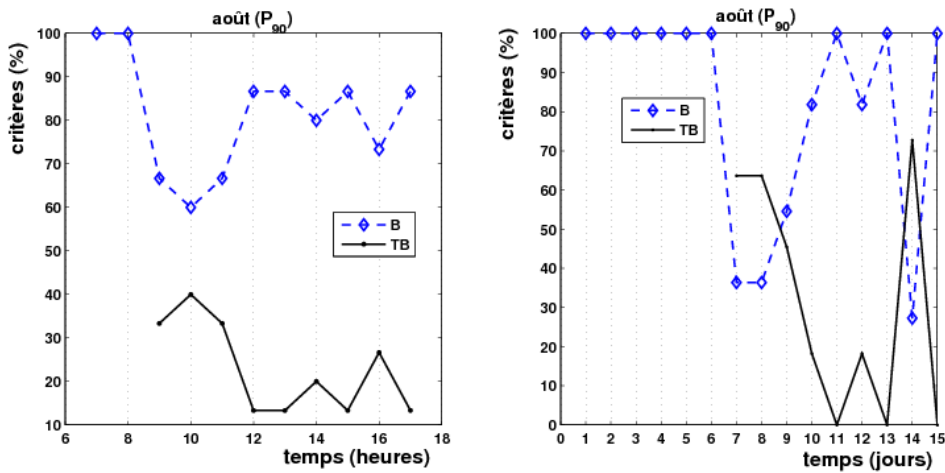 août (P90)
critères (%)
100
90
80
70
60
50
40
30
20
10
B
TB
6 8 10 12 14 16 18
temps (heures)
août (P90)
critères (%)
100
90
80
70
60
50
40
30
20
10
0
B
TB
0 1 2 3 4 5 6 7 8 9 10 11 12 13 14 15
temps (jours)